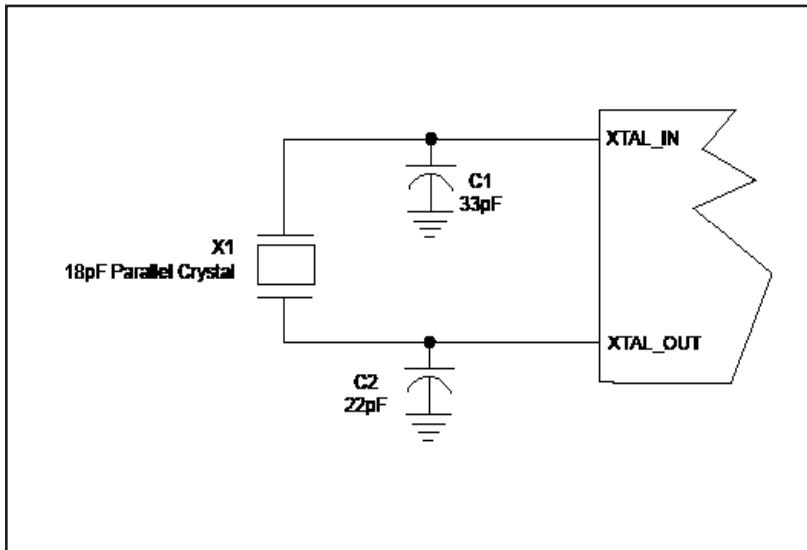 XTAL_IN
C1
33pF
X1
18pF Parallel Crystal
XTAL_OUT
C2
22pF